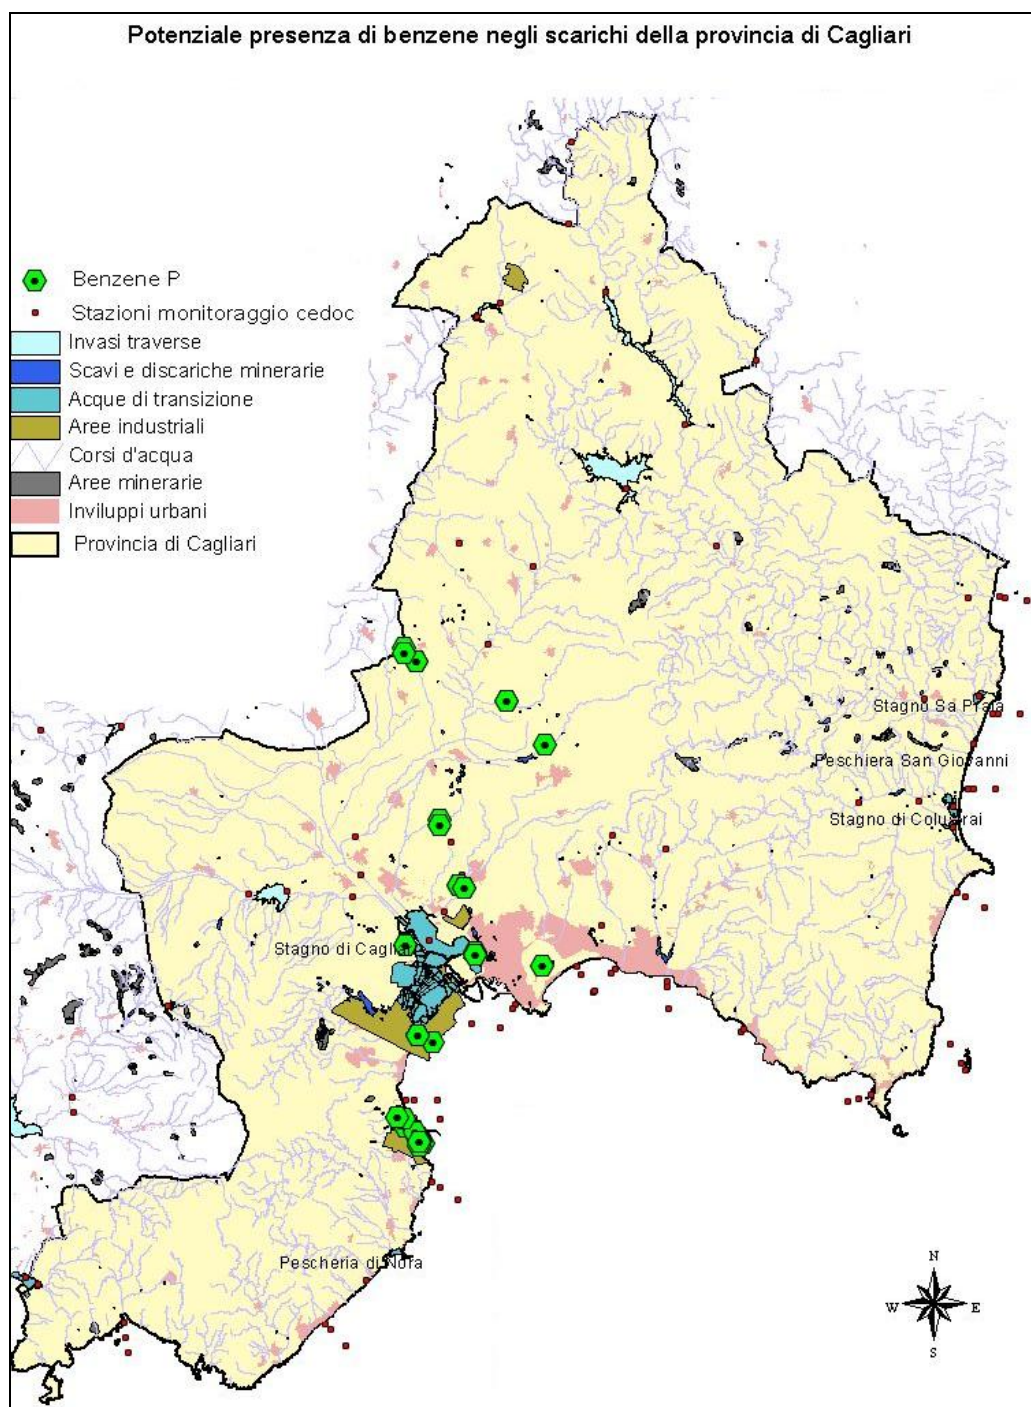 Potenziale presenza di benzene negli scarichi della provincia di Cagliari
Benzene P
Stazioni monitoraggio cedoc
Invasi traverse
Scavi e discariche minerarie
Acque di transizione
Aree industriali
Corsi d'acqua
Aree minerarie
Inviluppi urbani
Provincia di Cagliari
Stagno Sa Praia
Peschiera San Giovanni
Stagno di Colustrai
Stagno di Cagliari
Pescheria di Nora
N
W E
S